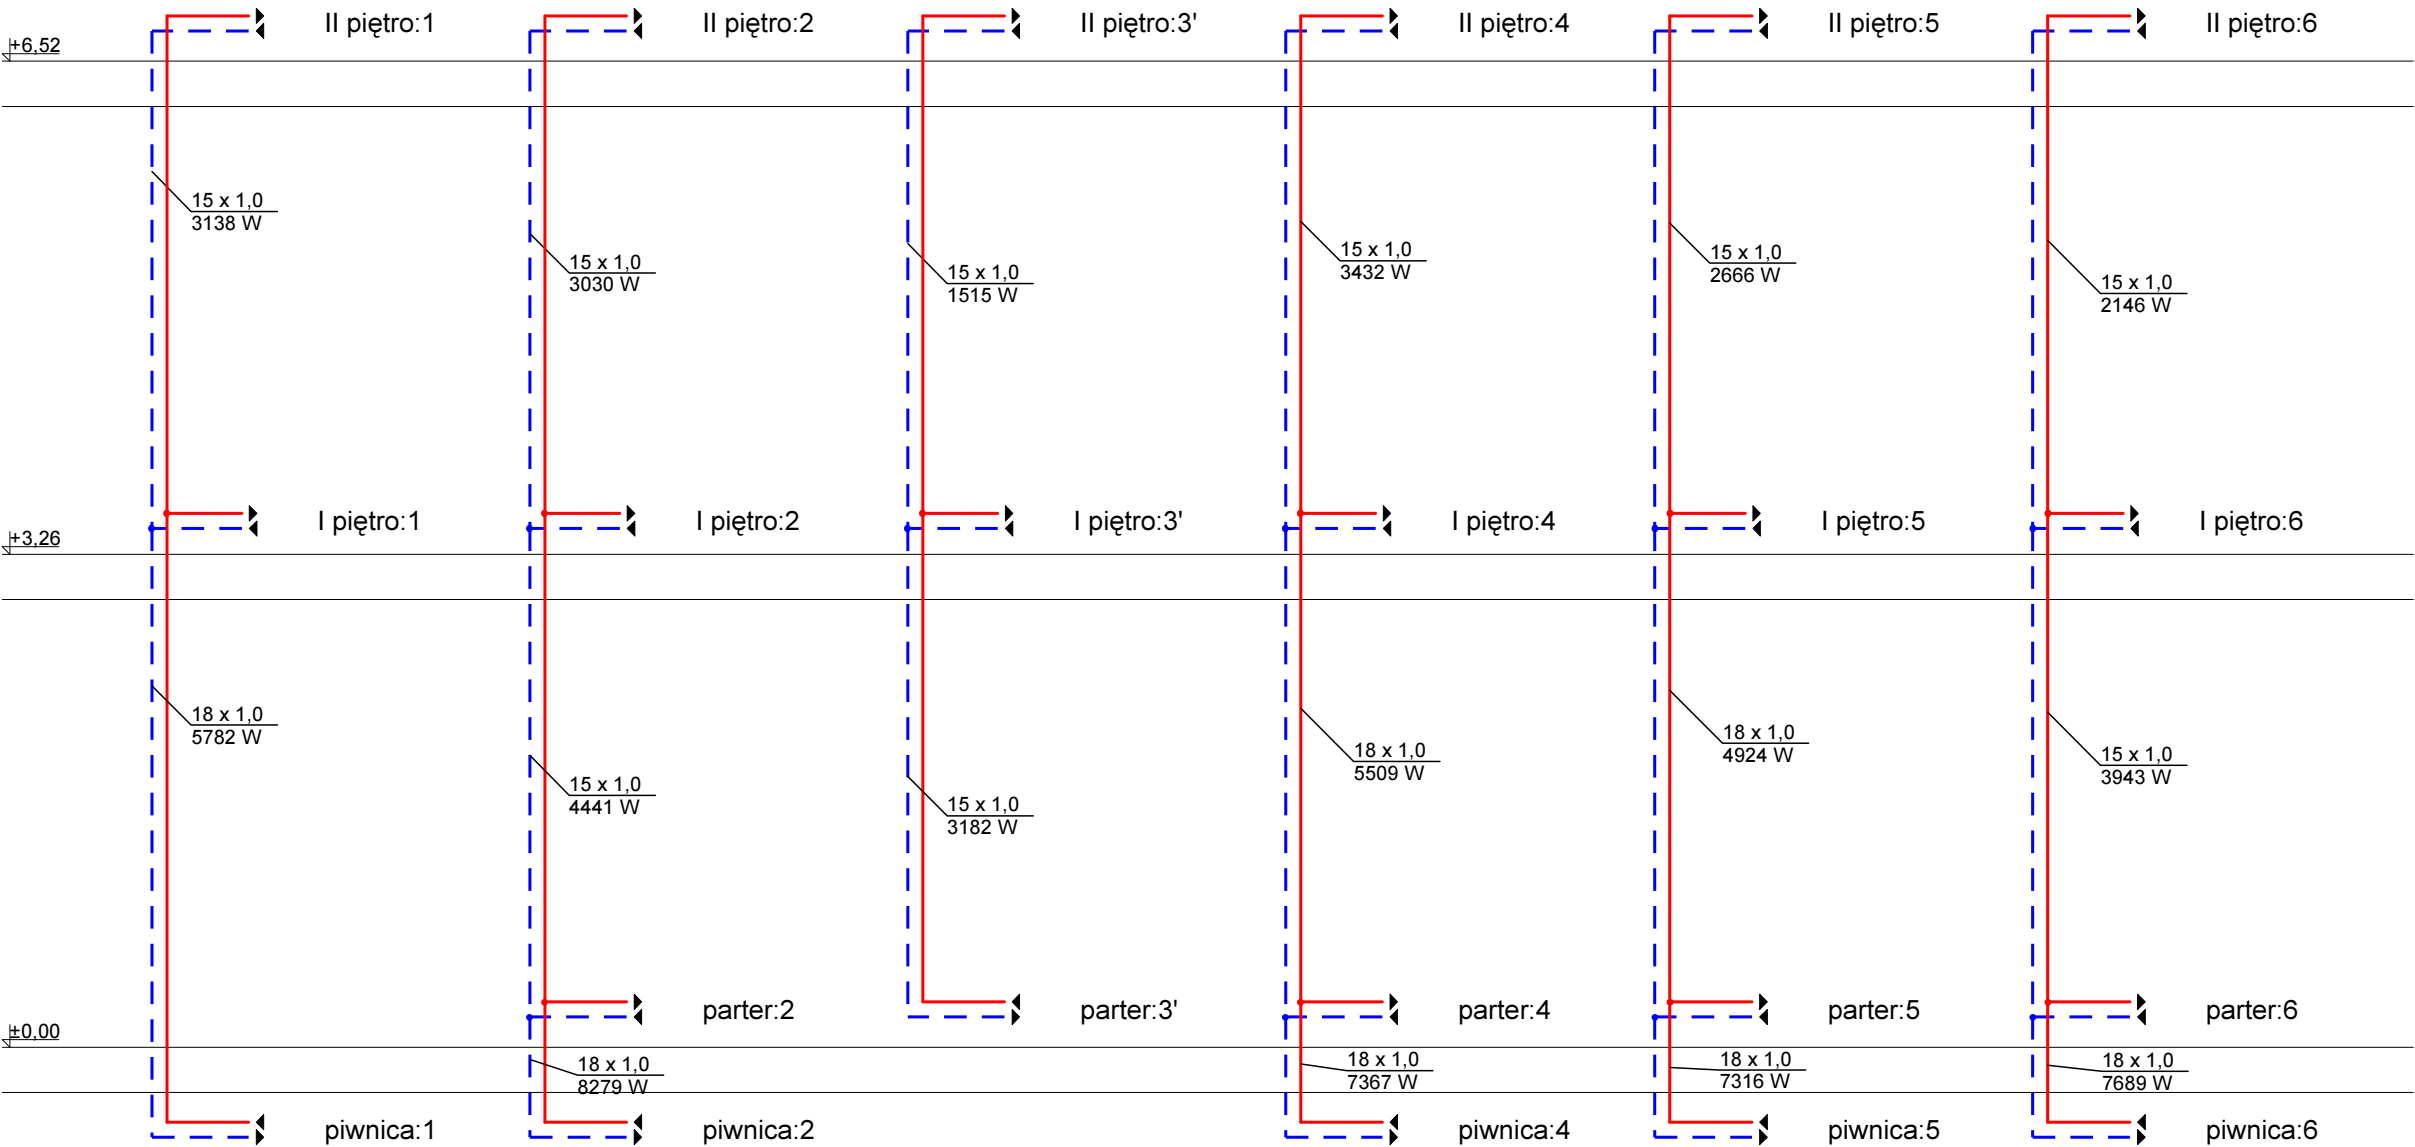 II piętro:1
II piętro:2
II piętro:3'
II piętro:4
II piętro:5
II piętro:6
+6,52
15 x 1,0
3138 W
15 x 1,0
3030 W
15 x 1,0
1515 W
15 x 1,0
3432 W
15 x 1,0
2666 W
15 x 1,0
2146 W
I piętro:1
I piętro:2
I piętro:3'
I piętro:4
I piętro:5
I piętro:6
+3,26
18 x 1,0
5782 W
15 x 1,0
4441 W
15 x 1,0
3182 W
18 x 1,0
5509 W
18 x 1,0
4924 W
15 x 1,0
3943 W
parter:2
parter:3'
parter:4
parter:5
parter:6
±0,00
18 x 1,0
8279 W
18 x 1,0
7367 W
18 x 1,0
7316 W
18 x 1,0
7689 W
piwnica:1
piwnica:2
piwnica:4
piwnica:5
piwnica:6